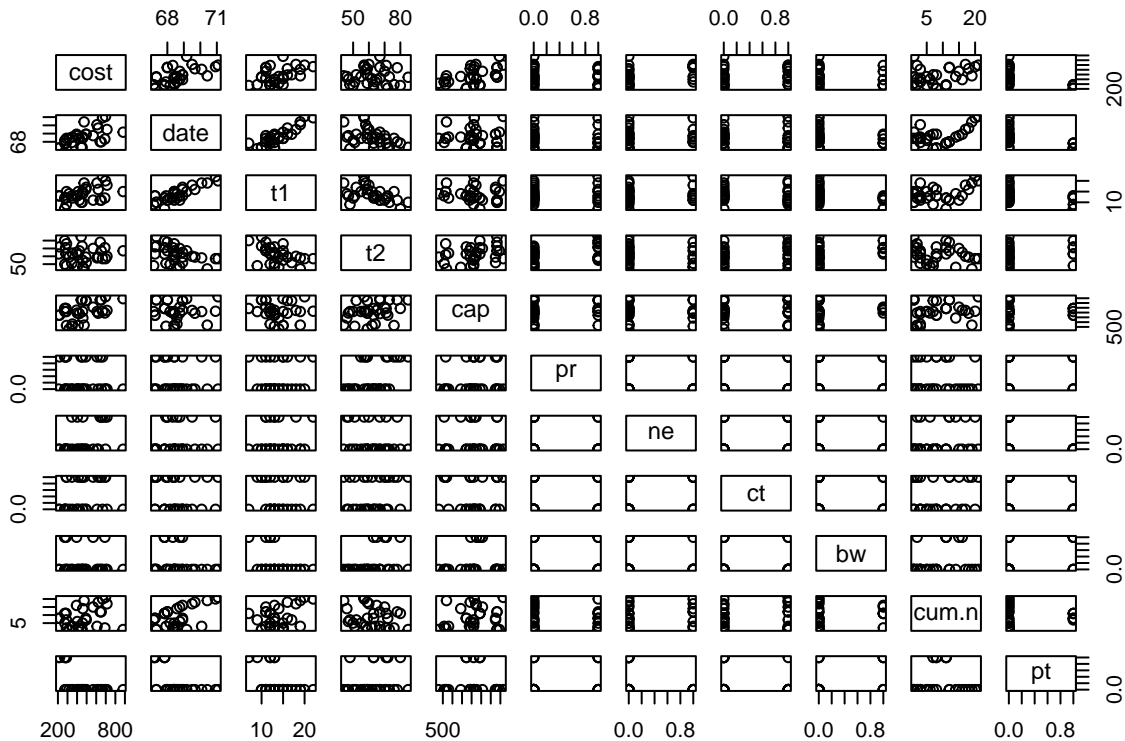 68 71 50 80 0.0 0.8 0.0 0.8 5 20
cost 200
68 date
t1 10
50 t2
cap 500
0.0 pr
ne 0.0
0.0 ct
bw 0.0
5 cum.n
pt 0.0
200 800 10 20 500 0.0 0.8 0.0 0.8 0.0 0.8